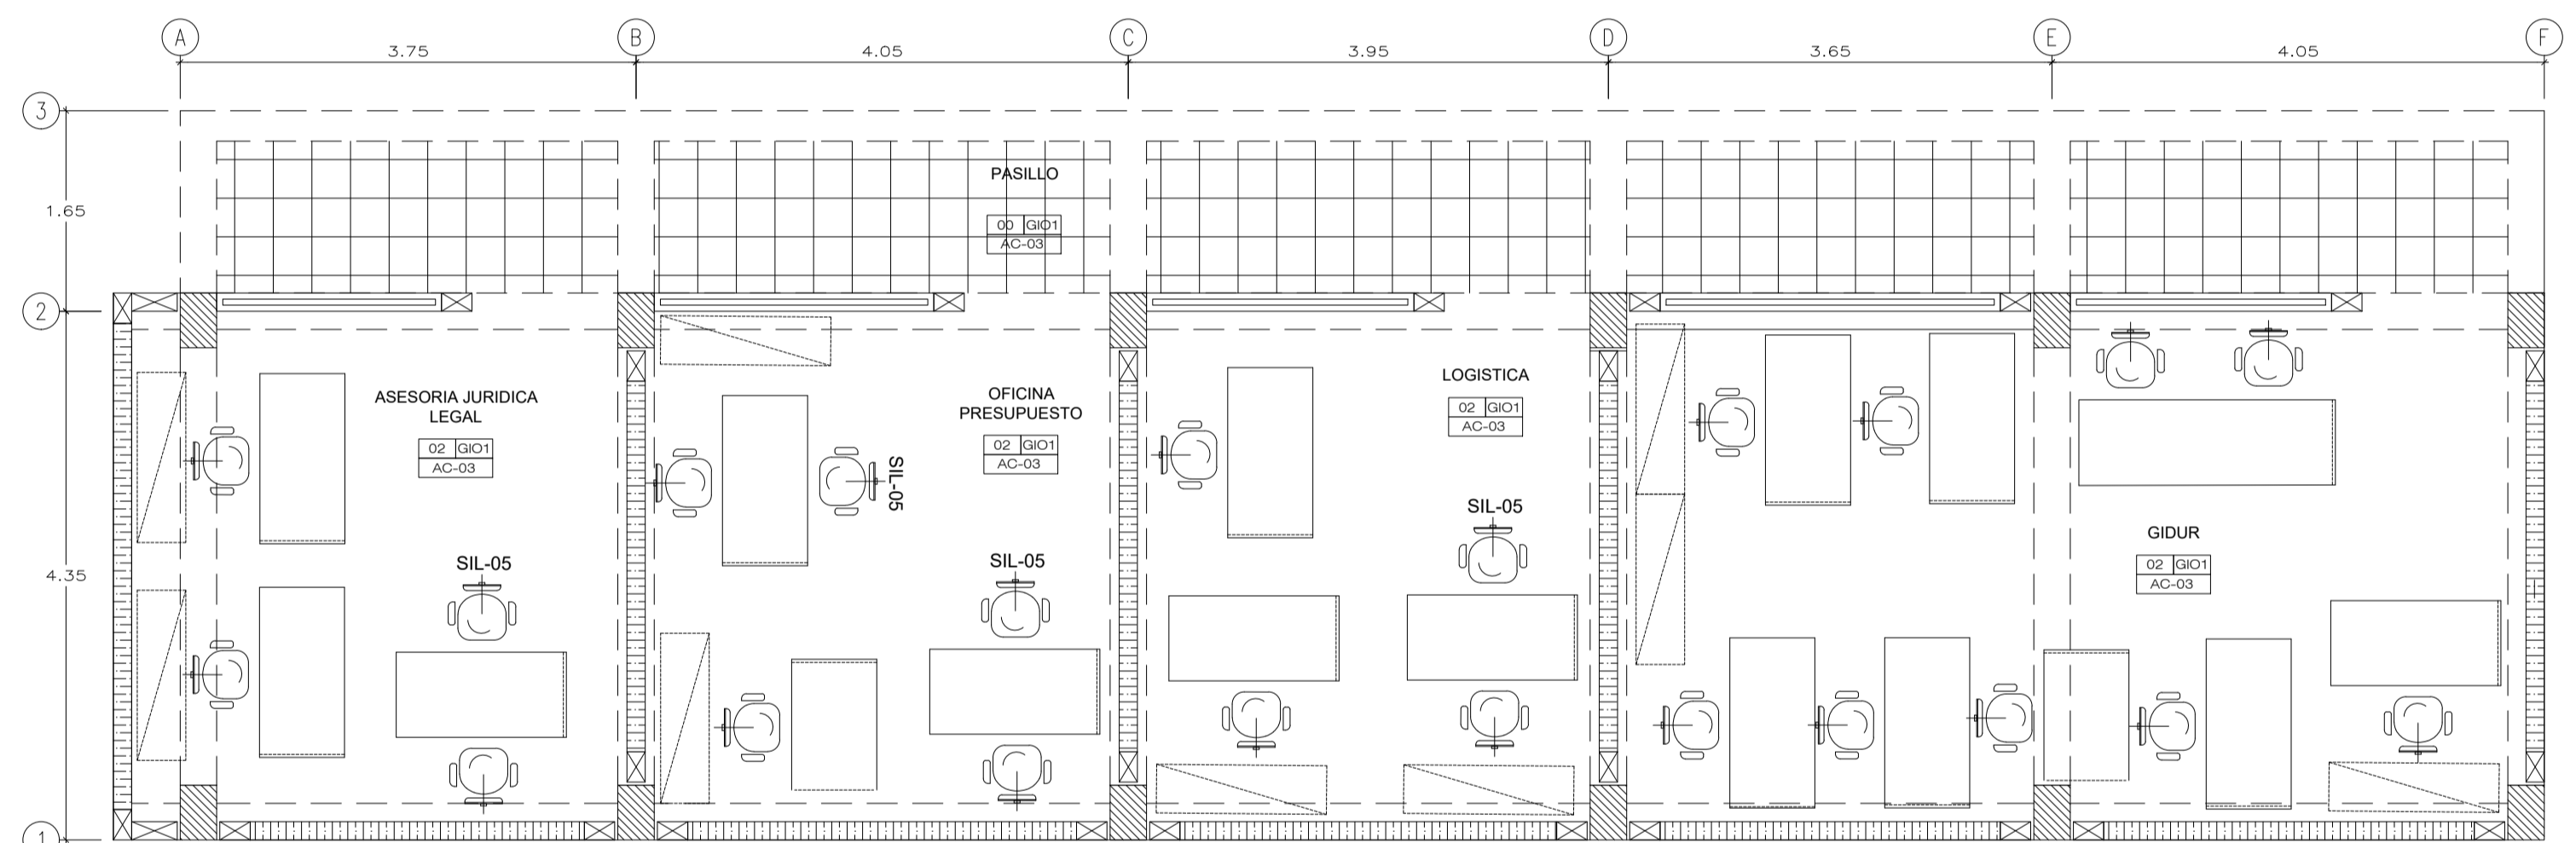 A
B
C
D
E
F
3.75
4.05
3.95
3.65
4.05
3
1.65
PASILLO
00 GIO1
AC-03
2
ASESORIA JURIDICA
LEGAL
02 GIO1
AC-03
SIL-05
OFICINA
PRESUPUESTO
02 GIO1
AC-03
SIL-05
SIL-05
LOGISTICA
02 GIO1
AC-03
SIL-05
GIDUR
02 GIO1
AC-03
4.35
1